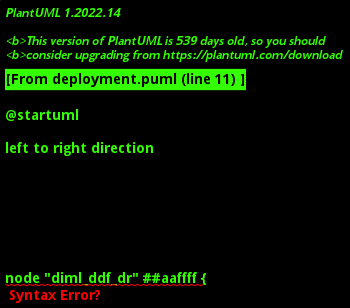 PlantUML 1.2022.14
<b>This version of PlantUML is 539 days old, so you should
<b>consider upgrading from https://plantuml.com/download
[From deployment.puml (line 11) ]
@startuml
left to right direction
node "diml_ddf_dr" ##aaffff {
Syntax Error?